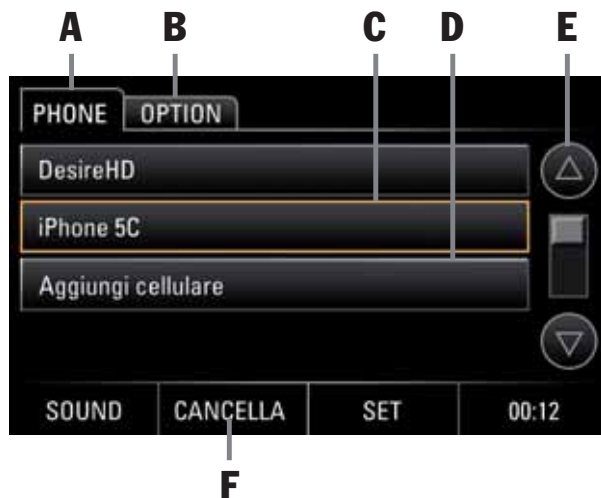 A B C D E
PHONE OPTION
DesireHD
iPhone 5C
Aggiungi cellulare
SOUND CANCELLA SET 00:12
F